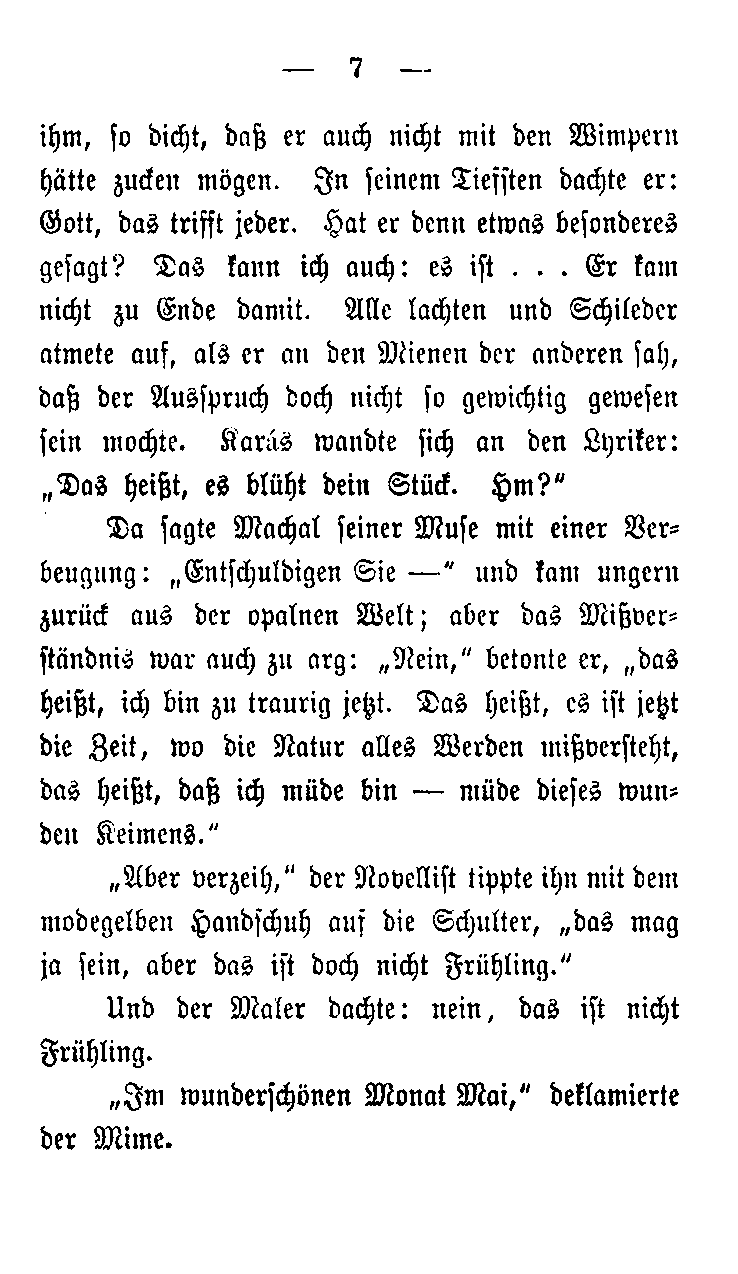 — 7 —
ihm, so dicht, daß er auch nicht mit den Wimpern
hätte zucken mögen. In seinem Tiefsten dachte er:
Gott, das trifft jeder. Hat er denn etwas besonderes
gesagt? Das kann ich auch: es ist . . . Er kam
nicht zu Ende damit. Alle lachten und Schileder
atmete auf, als er an den Mienen der anderen sah,
daß der Ausspruch doch nicht so gewichtig gewesen
sein mochte. Karás wandte sich an den Lyriker:
„Das heißt, es blüht dein Stück. Hm?“
Da sagte Machal seiner Muse mit einer Ver=
beugung: „Entschuldigen Sie —“ und kam ungern
zurück aus der opalnen Welt; aber das Mißver=
ständnis war auch zu arg: „Nein,“ betonte er, „das
heißt, ich bin zu traurig jetzt. Das heißt, es ist jetzt
die Zeit, wo die Natur alles Werden mißversteht,
das heißt, daß ich müde bin — müde dieses wun=
den Keimens.“
„Aber verzeih,“ der Novellist tippte ihn mit dem
modegelben Handschuh auf die Schulter, „das mag
ja sein, aber das ist doch nicht Frühling.“
Und der Maler dachte: nein, das ist nicht
Frühling.
„Im wunderschönen Monat Mai,“ deklamierte
der Mime.